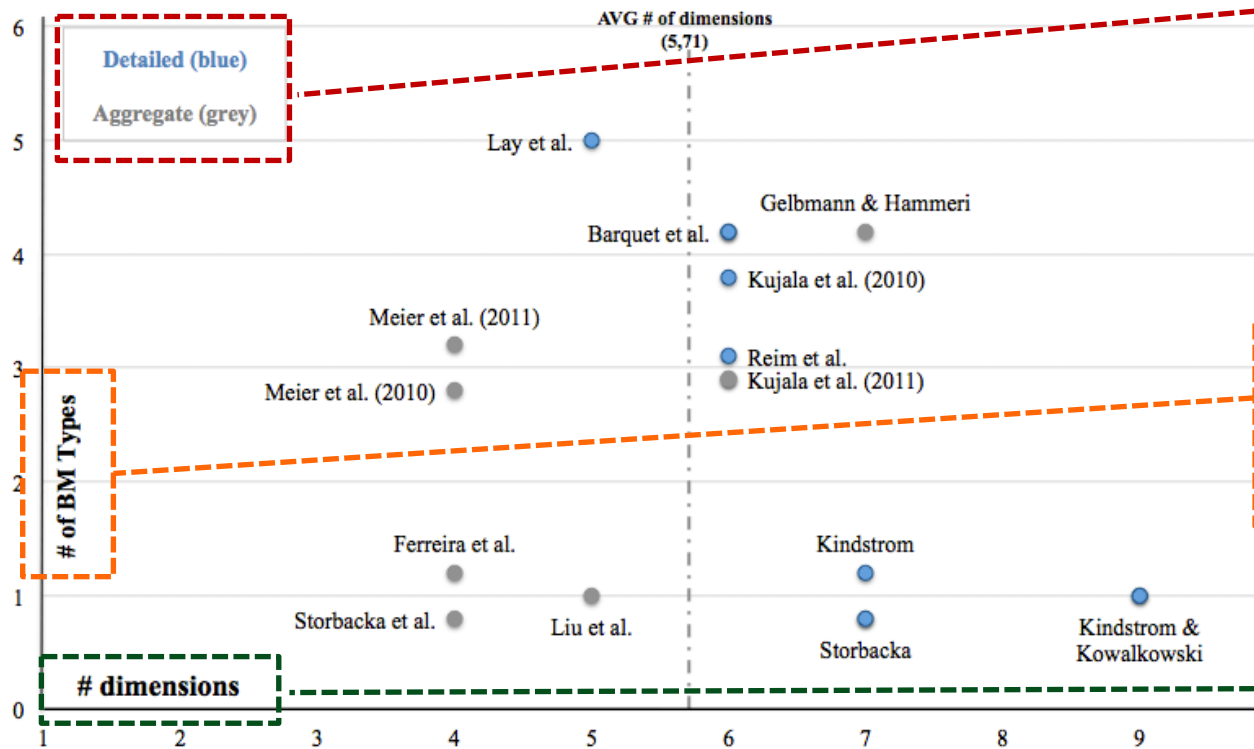 6
AVG # of dimensions
(5,71)
Detailed (blue)
Aggregate (grey)
5
Lay et al.
Gelbmann & Hammeri
Barquet et al.
4
Kujala et al. (2010)
Meier et al. (2011)
Reim et al.
3
Kujala et al. (2011)
Meier et al. (2010)
# of BM Types
2
Ferreira et al.
Kindstrom
1
Storbacka et al.
Liu et al.
Storbacka
Kindstrom &
Kowalkowski
# dimensions
0
1 2 3 4 5 6 7 8 9